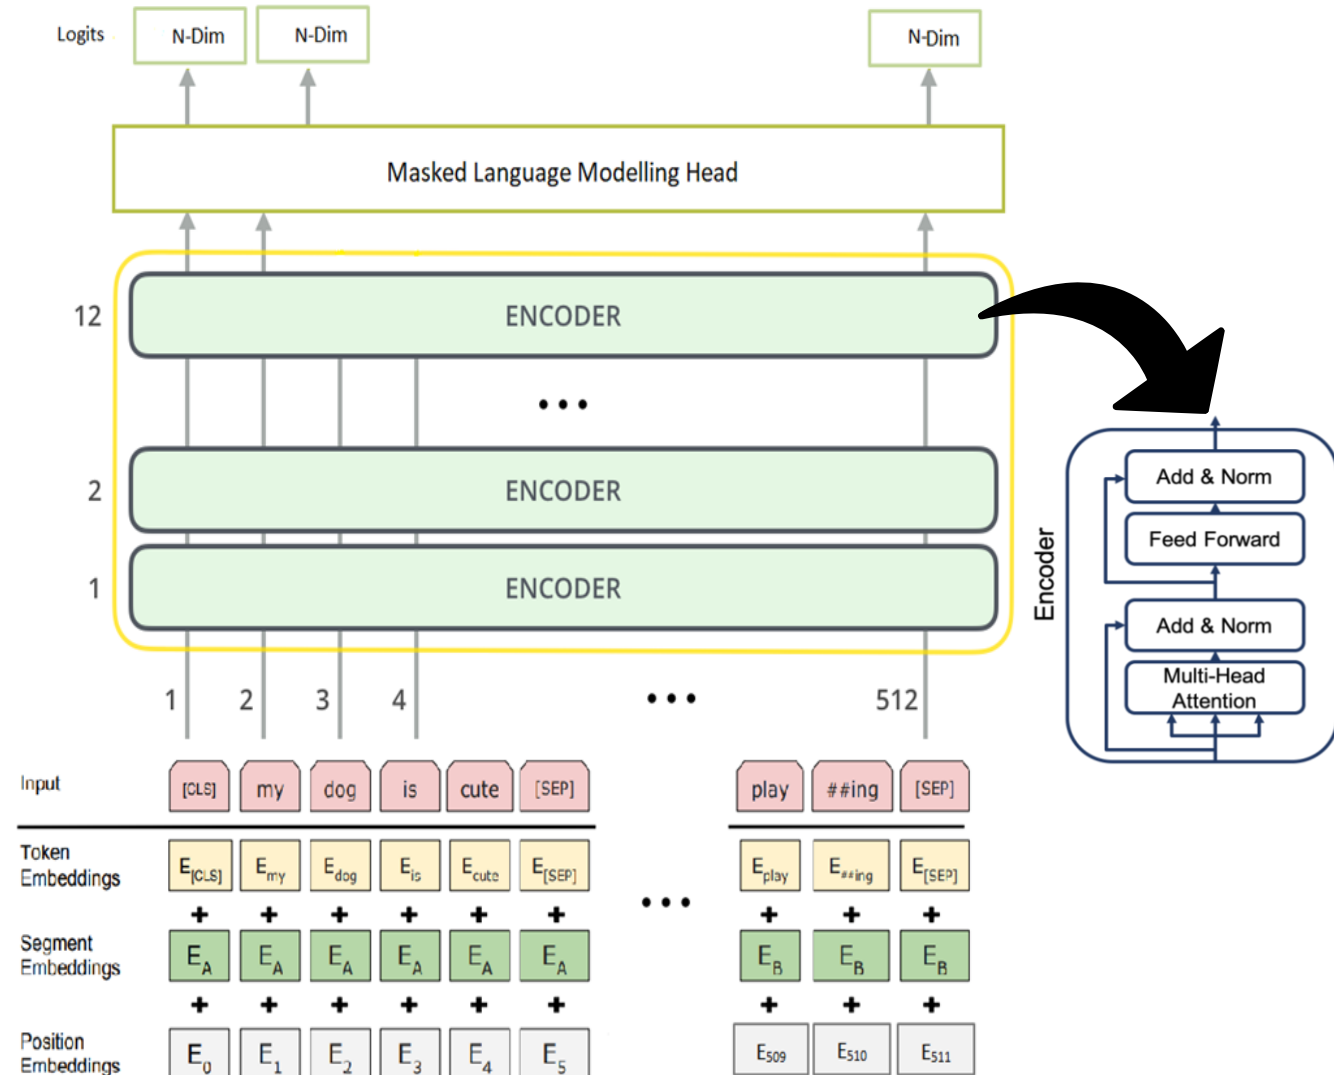 Logits N-Dim N-Dim N-Dim
Masked Language Modelling Head
12 ENCODER
•••
2 ENCODER
1 ENCODER
1 2 3 4 ••• 512
Encoder
Add & Norm
Feed Forward
Add & Norm
Multi-Head
Attention
Input [CLS] my dog is cute [SEP] play ##ing [SEP]
Token
Embeddings
E[CLS] Emy Edog Eis Ecute E[SEP] ••• Eplay E##ing E[SEP]
+ + + + + + + + +
Segment
Embeddings
EA EA EA EA EA EA EB EB EB
+ + + + + + + + +
Position
Embeddings
E0 E1 E2 E3 E4 E5 E509 E510 E511